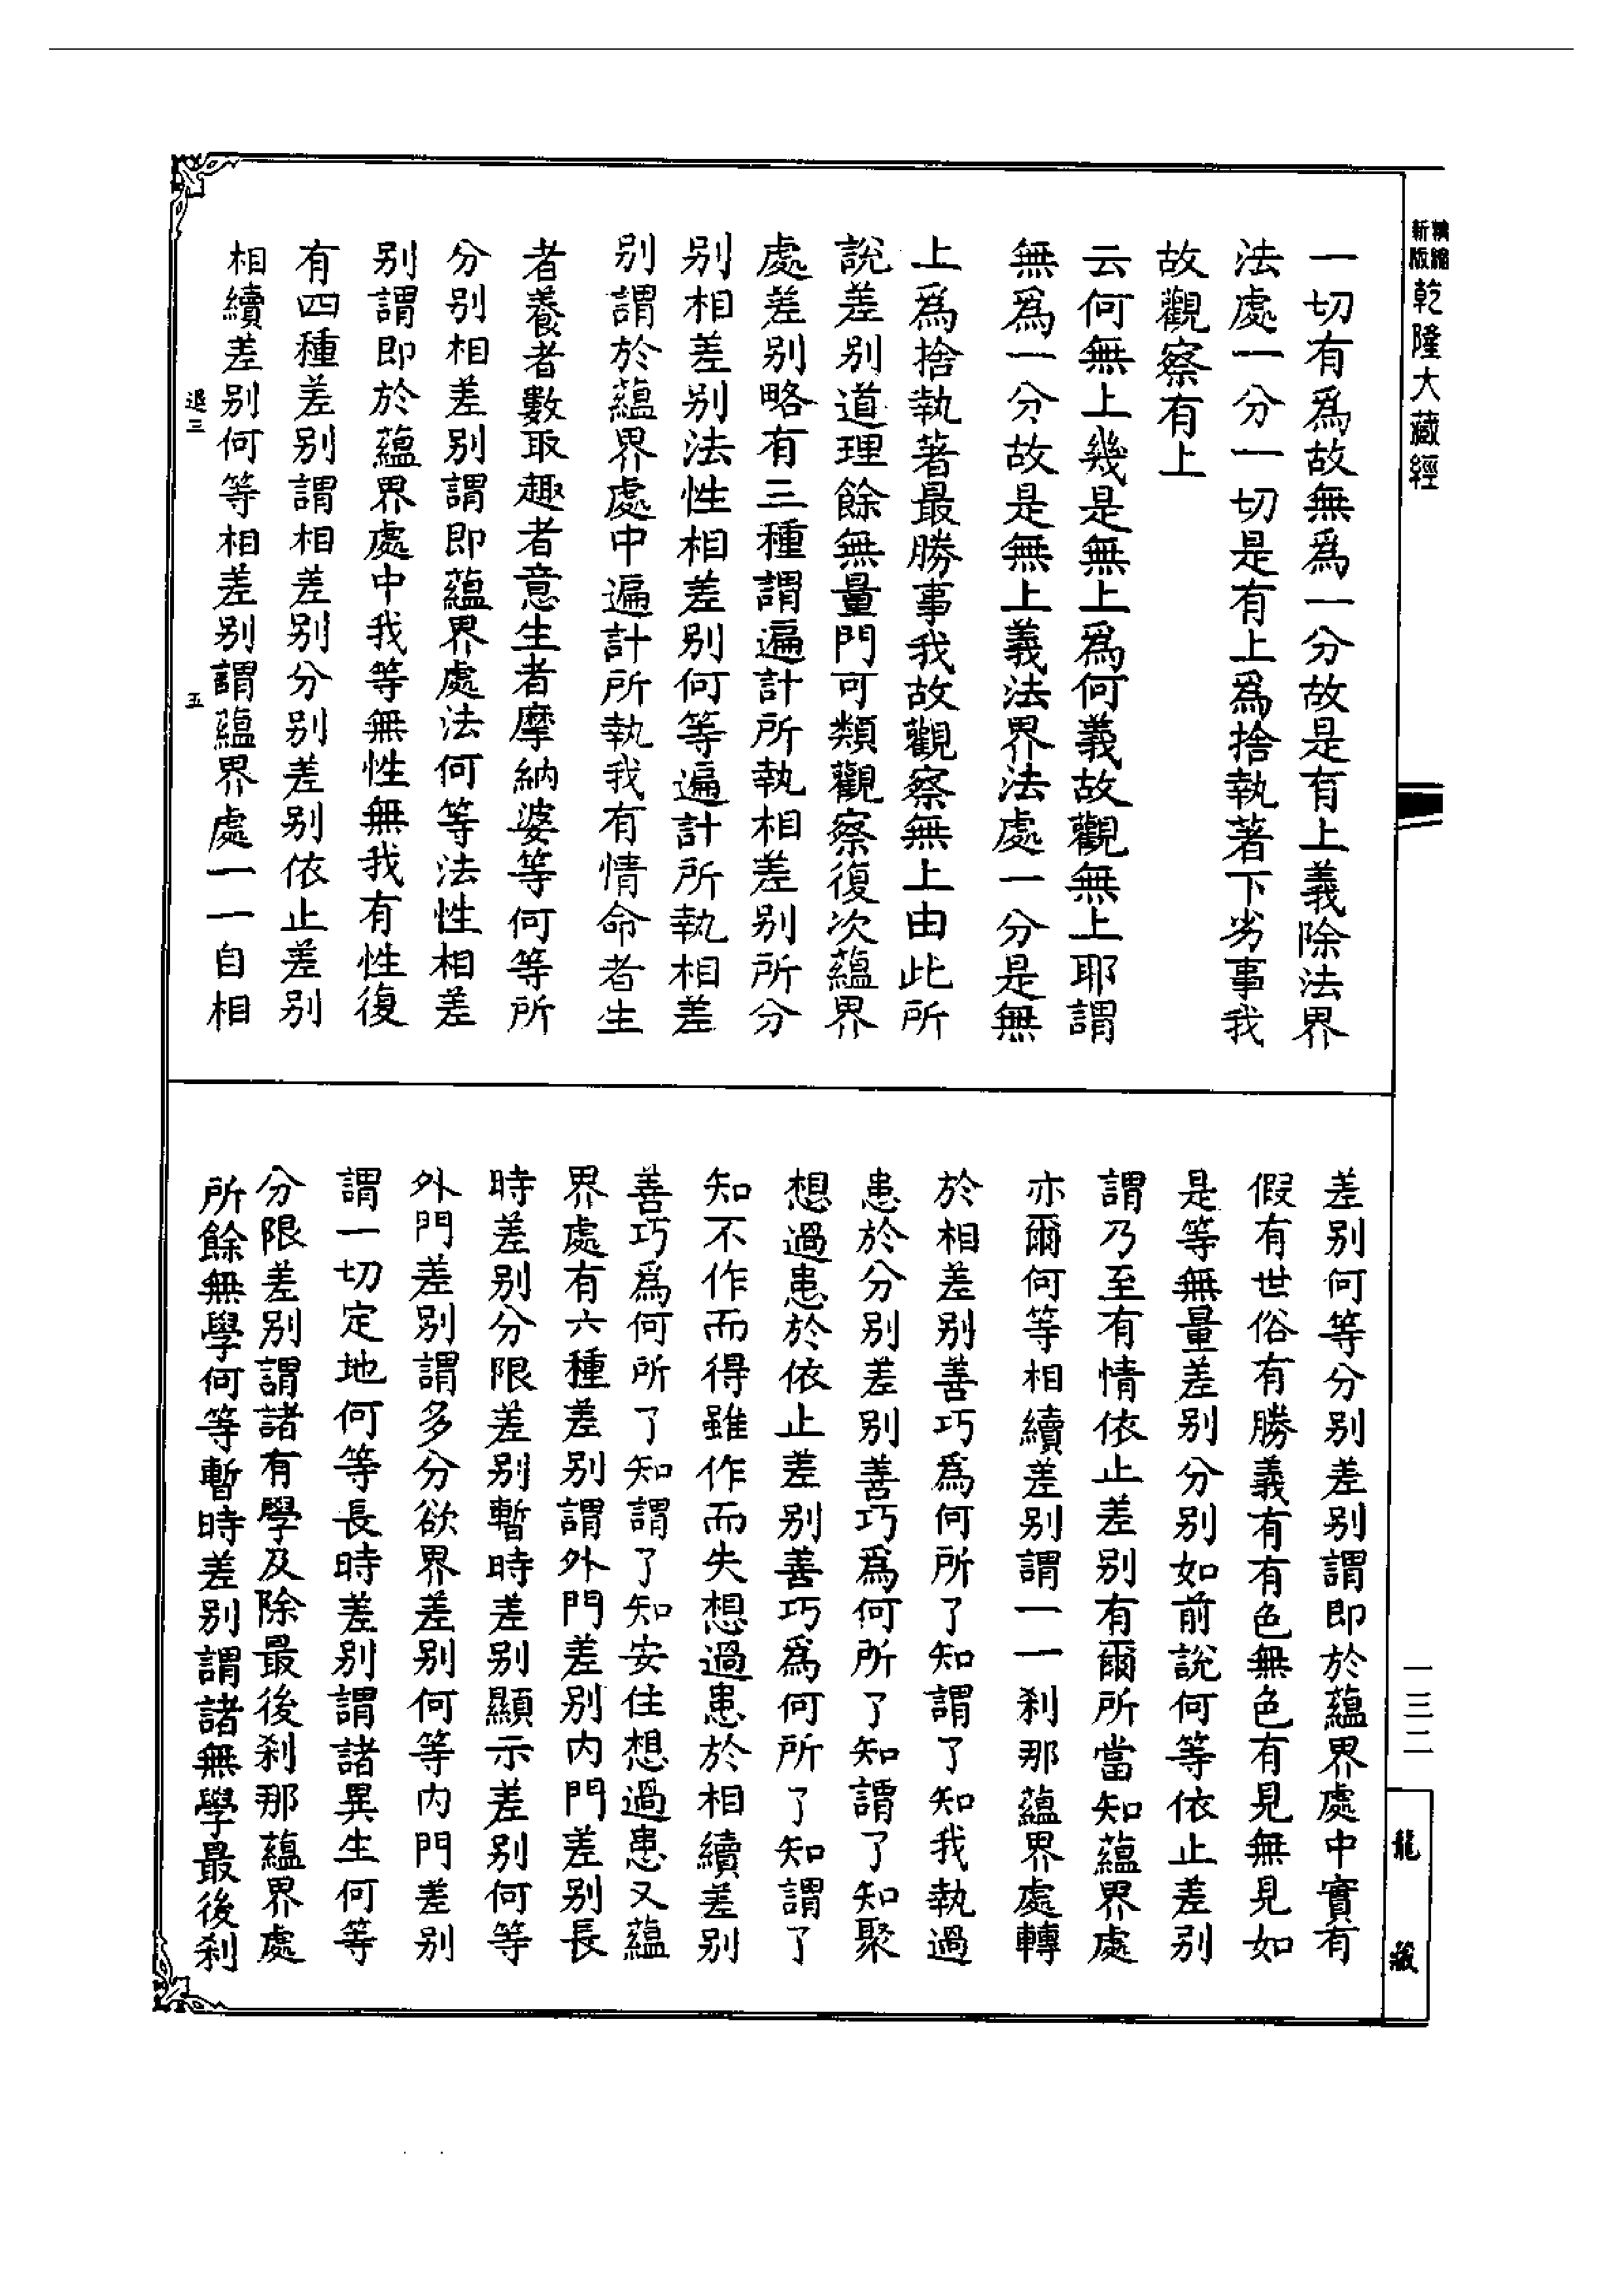 精縮
新版
乾隆大藏經
一切有爲故無爲一分故是有上義除法界
法處一分一切是有上爲捨執著下劣事我
故觀察有上
云何無上幾是無上爲何義故觀無上耶謂
無爲一分故是無上義法界法處一分是無
上爲捨執著最勝事我故觀察無上由此所
說差別道理餘無量門可類觀察復次蘊界
處差別略有三種謂遍計所執相差別所分
別相差別法性相差別何等遍計所執相差
別謂於蘊界處中遍計所執我有情命者生
者養者數取趣者意生者摩納婆等何等所
分別相差別謂即蘊界處法何等法性相差
別謂即於蘊界處中我等無性無我有性復
有四種差別謂相差別分別差別依止差別
相續差別何等相差別謂蘊界處一一自相
退三
五
差別何等分別差別謂即於蘊界處中實有
假有世俗有勝義有有色無色有見無見如
是等無量差別分別如前說何等依止差別
謂乃至有情依止差別有爾所當知蘊界處
亦爾何等相續差別謂一一刹那蘊界處轉
於相差別善巧爲何所了知謂了知我執過
患於分別差別善巧爲何所了知謂了知聚
想過患於依止差別善巧爲何所了知謂了
知不作而得雖作而失想過患於相續差別
善巧爲何所了知謂了知安住想過患又蘊
界處有六種差別謂外門差別內門差別長
時差別分限差別暫時差別顯示差別何等
外門差別謂多分欲界差別何等內門差別
謂一切定地何等長時差別謂諸異生何等
分限差別謂諸有學及除最後刹那蘊界處
所餘無學何等暫時差別謂諸無學最後刹
一三二
龍藏